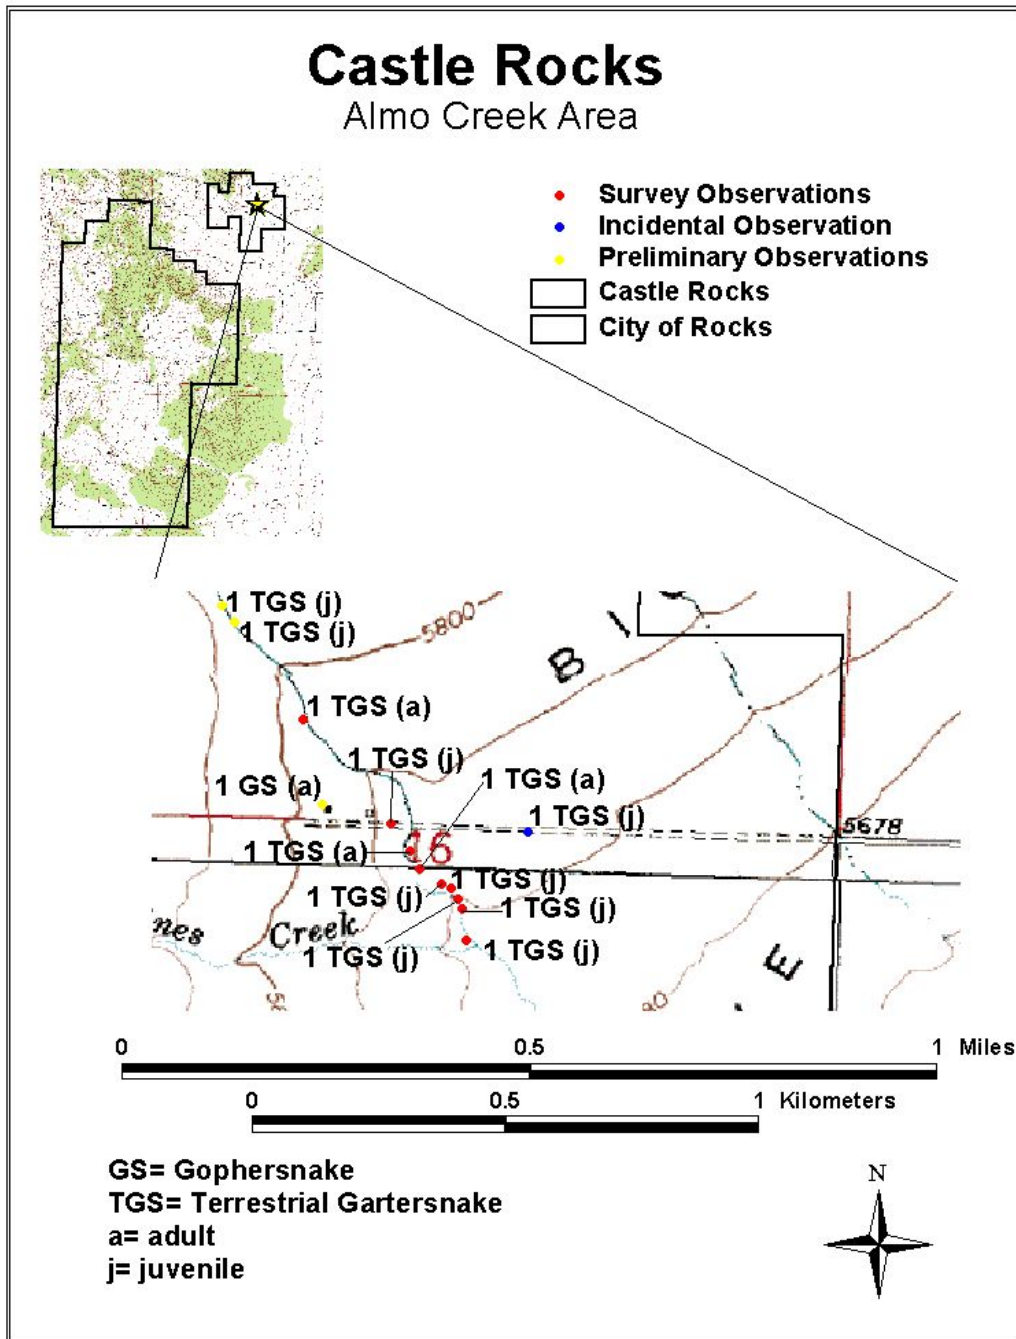 Castle Rocks
Almo Creek Area
Survey Observations
Incidental Observation
Preliminary Observations
Castle Rocks
City of Rocks
1 TGS (j)
1 TGS (j)
5800
B I
1 TGS (a)
1 TGS (j)
1 TGS (a)
1 GS (a)
1 TGS (j)
5678
1 TGS (a)
16
1 TGS (j)
1 TGS (j)
1 TGS (j)
nes Creek
1 TGS (j)
1 TGS (j)
E
0 0.5 1 Miles
0 0.5 1 Kilometers
GS= Gophersnake
TGS= Terrestrial Gartersnake
a= adult
j= juvenile
N